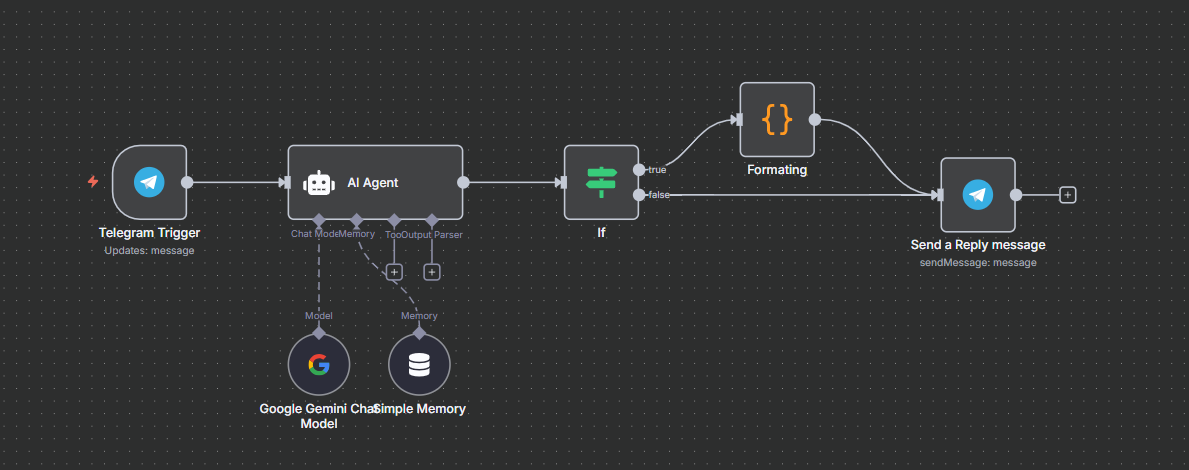 Telegram Trigger
Updates: message
AI Agent
Chat Mode
Memory
Too
Output Parser
Model
Memory
Google Gemini Chat
Model
Simple Memory
true
false
If
{}
Formating
Send a Reply message
sendMessage: message